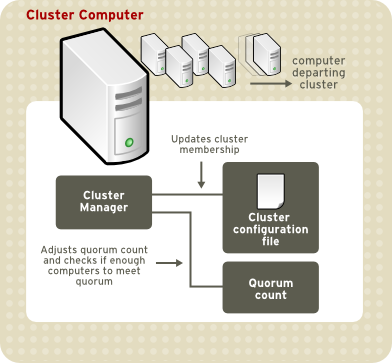 Cluster Computer
computer
departing
cluster
Updates cluster
membership
Cluster
Manager
Cluster
configuration
file
Adjusts quorum count
and checks if enough
computers to meet
quorum
Quorum
count